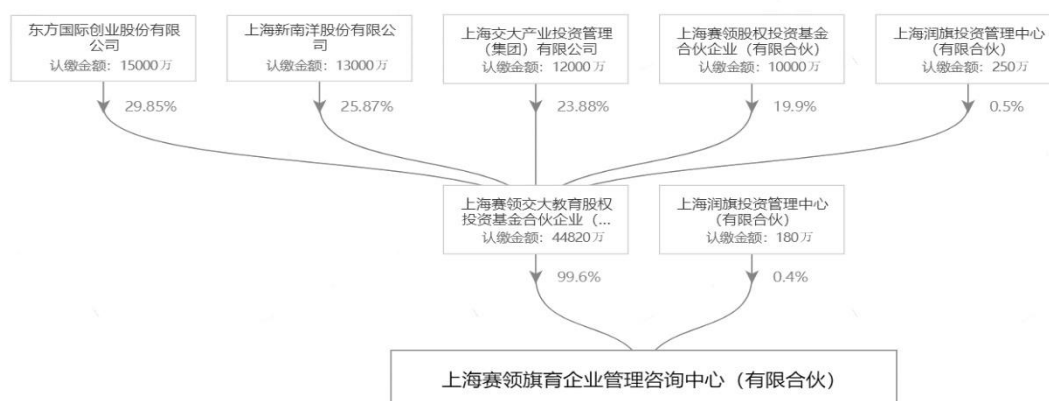 东方国际创业股份有限
公司
认缴金额：15000万
上海新南洋股份有限公
司
认缴金额：13000万
上海交大产业投资管理
（集团）有限公司
认缴金额：12000万
上海赛领股权投资基金
合伙企业（有限合伙）
认缴金额：10000万
上海润旗投资管理中心
（有限合伙）
认缴金额：250万
29.85%
25.87%
23.88%
19.9%
0.5%
上海赛领交大教育股权
投资基金合伙企业（...
认缴金额：44820万
上海润旗投资管理中心
（有限合伙）
认缴金额：180万
99.6%
0.4%
上海赛领旗育企业管理咨询中心（有限合伙）